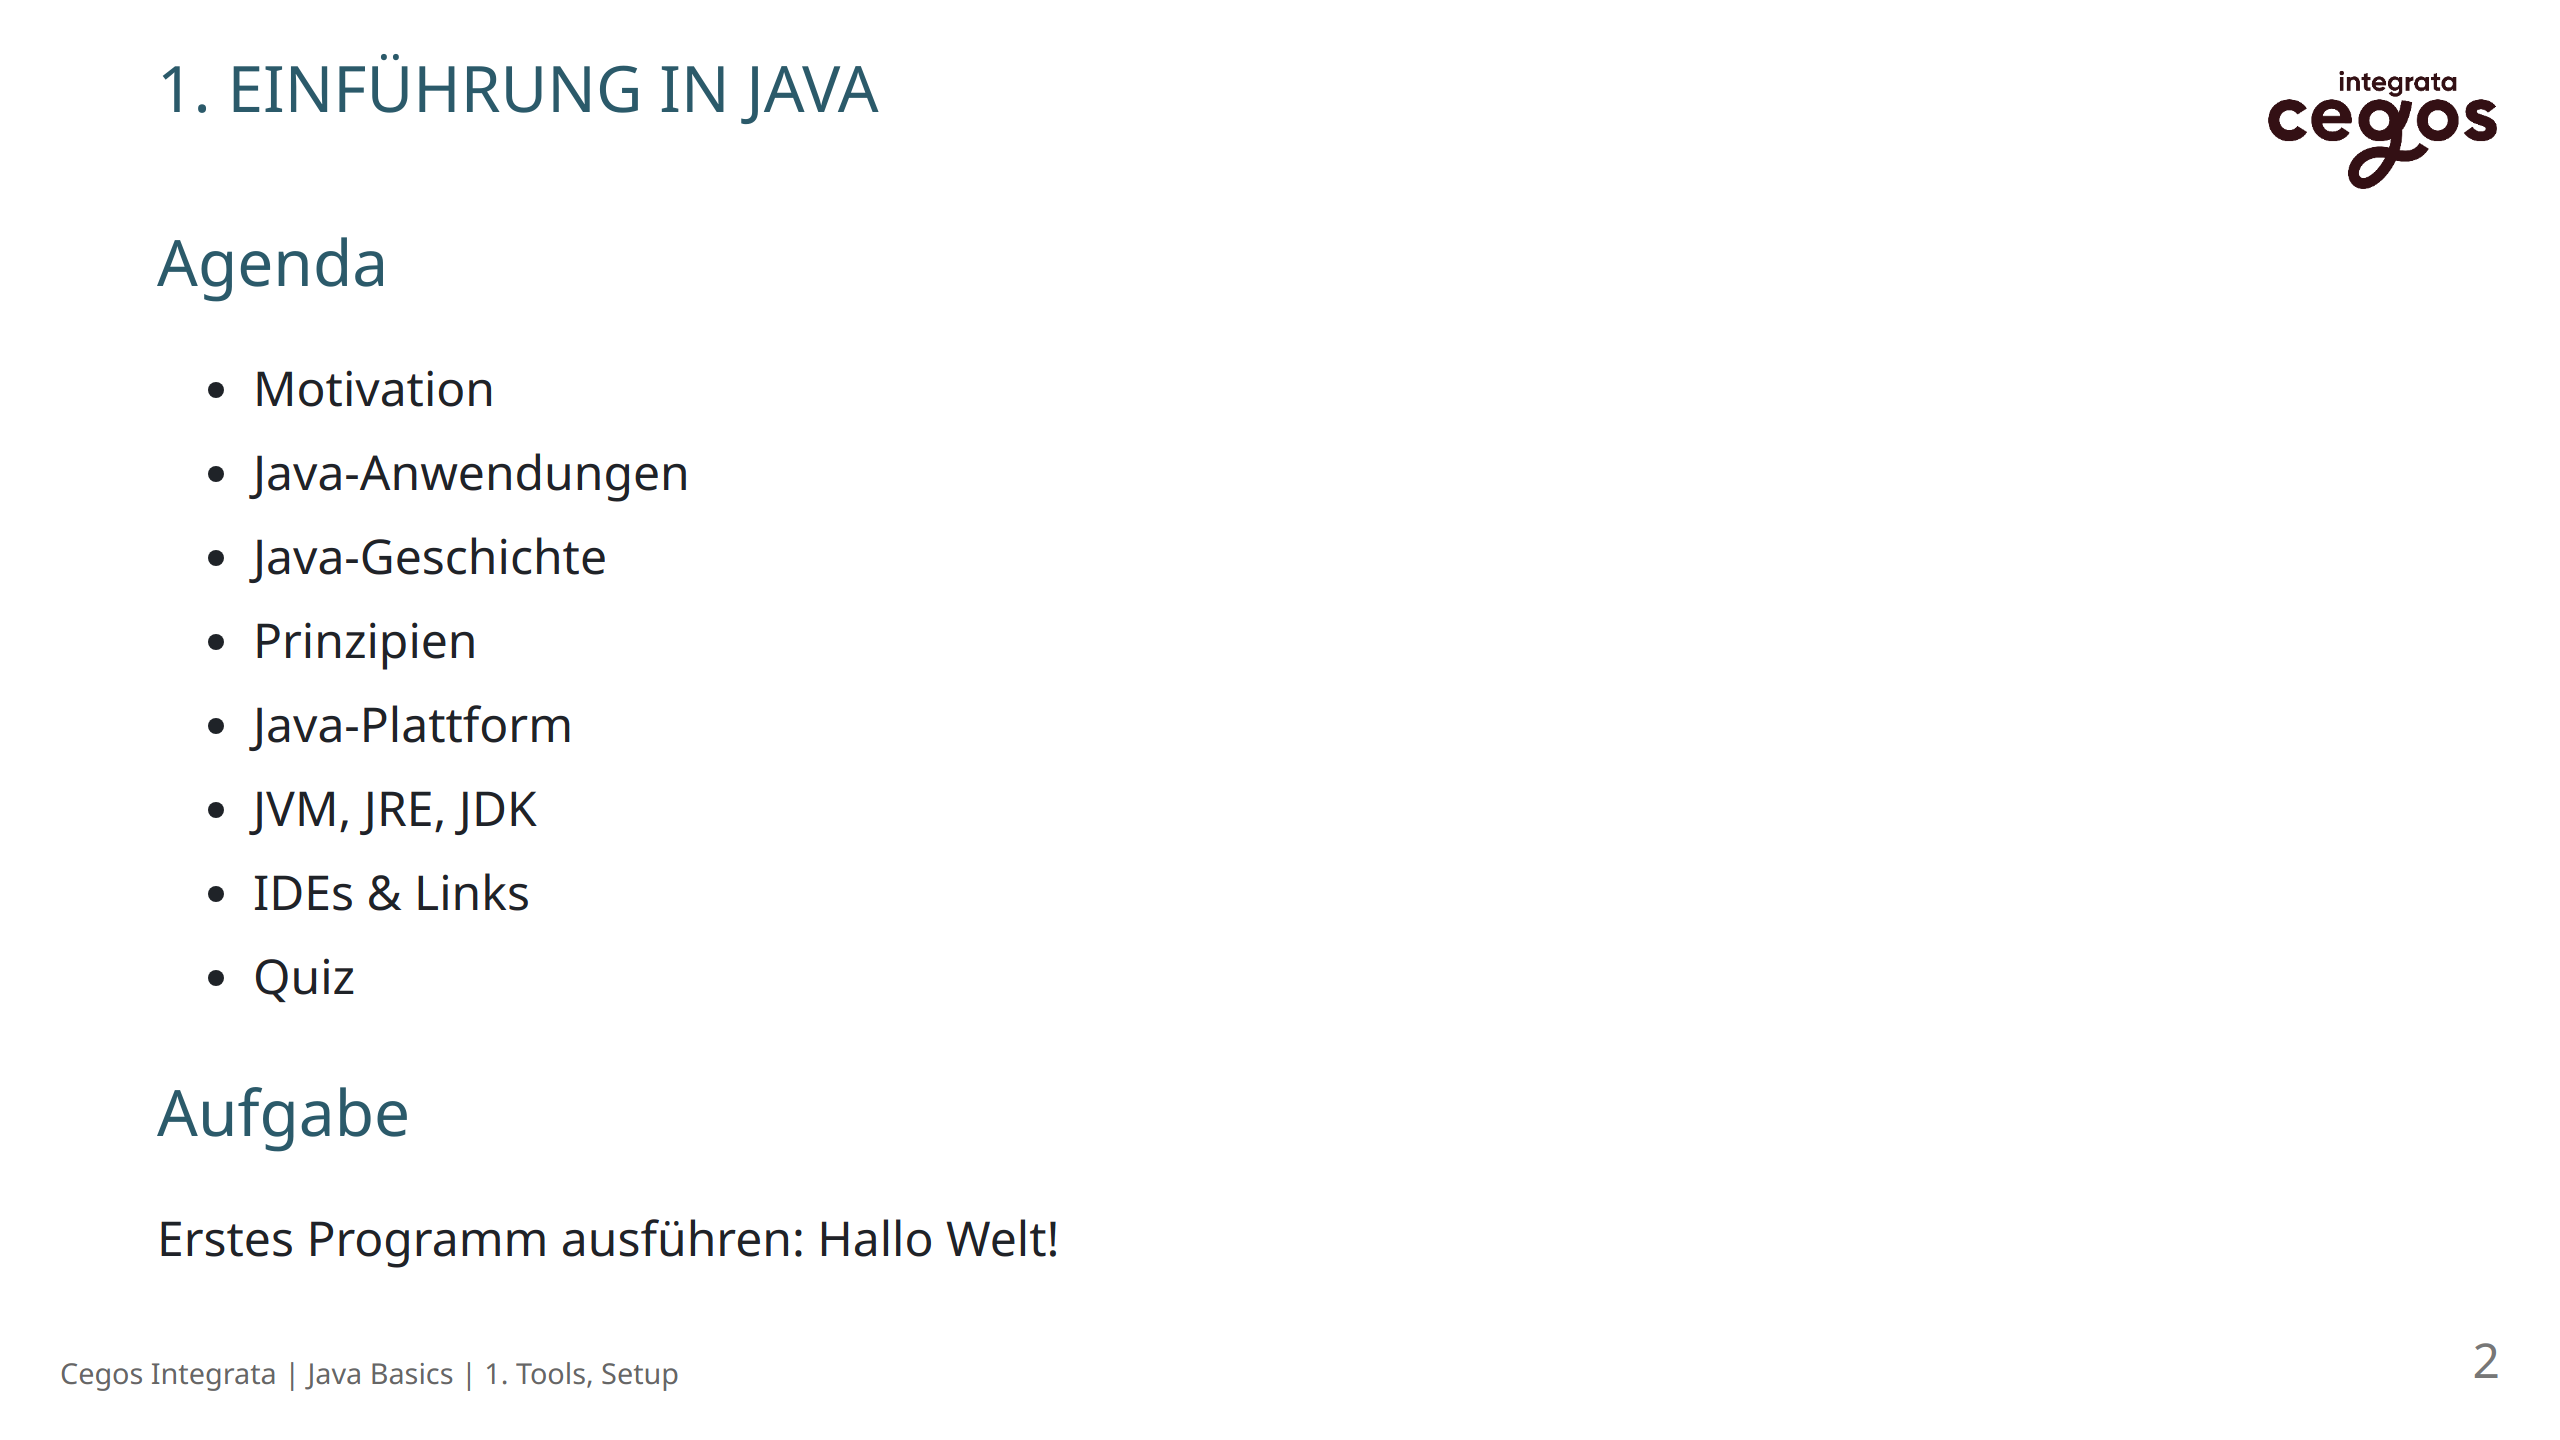 1. EINFÜHRUNG IN JAVA
integrata
cegos
Agenda
• Motivation
• Java-Anwendungen
• Java-Geschichte
• Prinzipien
• Java-Plattform
• JVM, JRE, JDK
• IDEs & Links
• Quiz
Aufgabe
Erstes Programm ausführen: Hallo Welt!
Cegos Integrata | Java Basics | 1. Tools, Setup
2